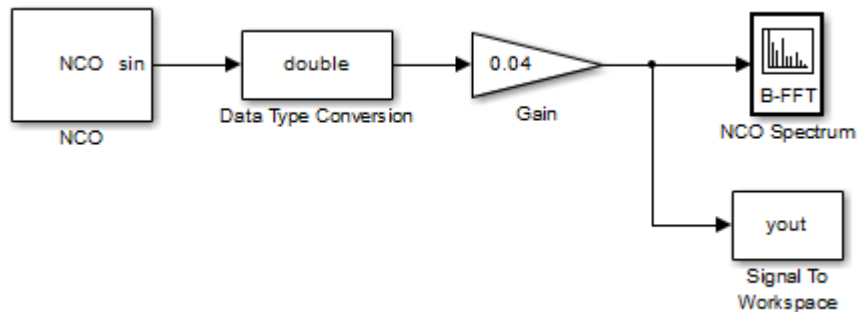 NCO sin
NCO
double
Data Type Conversion
0.04
Gain
B-FFT
NCO Spectrum
yout
Signal To
Workspace